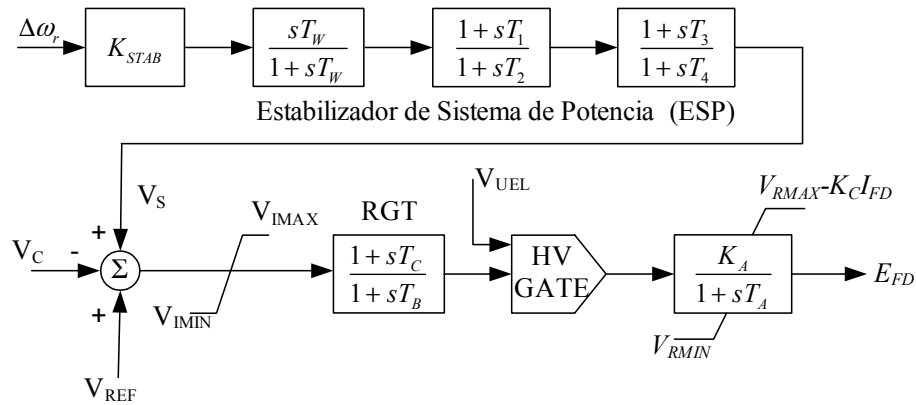 Δω_r
K_STAB
sT_W / 1 + sT_W
1 + sT_1 / 1 + sT_2
1 + sT_3 / 1 + sT_4
Estabilizador de Sistema de Potencia (ESP)
V_S
V_UEL
V_RMAX-K_C I_FD
V_IMAX
RGT
V_C
-
+
Σ
+
1 + sT_C / 1 + sT_B
HV
GATE
K_A / 1 + sT_A
E_FD
V_IMIN
V_RMIN
V_REF